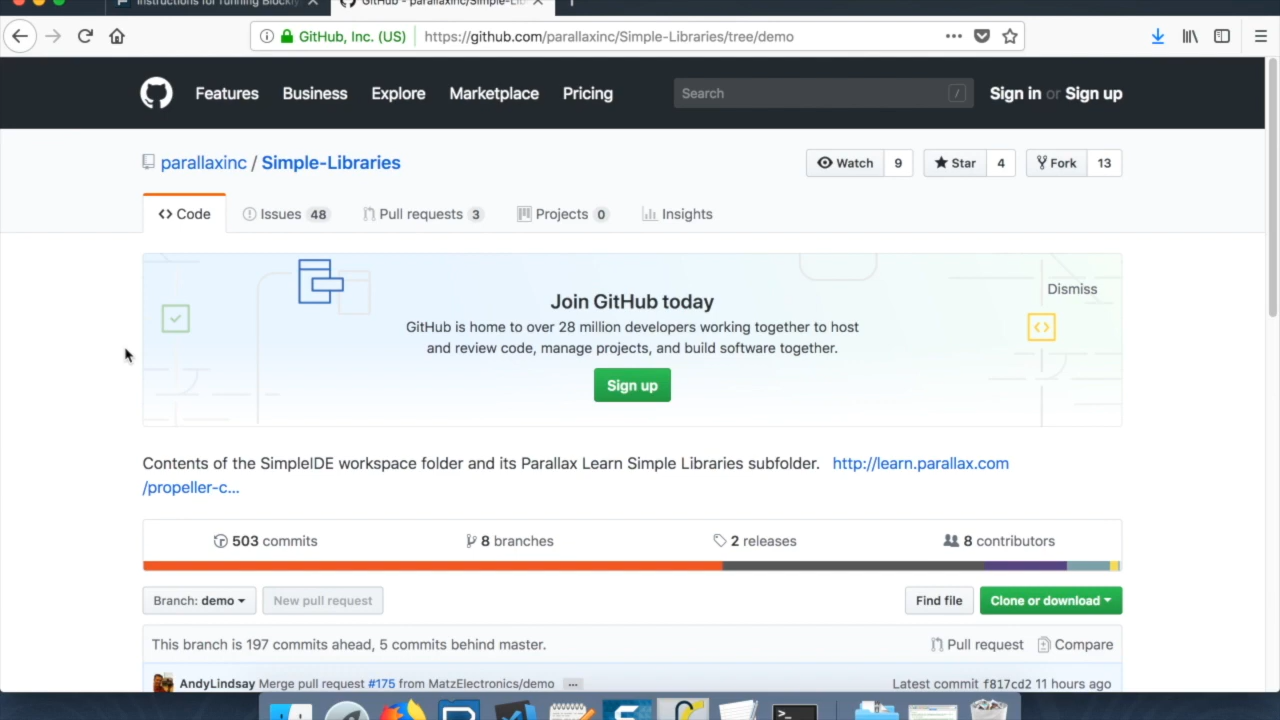 Instructions for running Blockly
GitHub - parallaxinc/Simple-Lib
GitHub, Inc. (US)
https://github.com/parallaxinc/Simple-Libraries/tree/demo
Features
Business
Explore
Marketplace
Pricing
Search
/
Sign in or Sign up
parallaxinc / Simple-Libraries
Watch 9
Star 4
Fork 13
Code
Issues 48
Pull requests 3
Projects 0
Insights
Join GitHub today
Dismiss
GitHub is home to over 28 million developers working together to host
and review code, manage projects, and build software together.
Sign up
Contents of the SimpleIDE workspace folder and its Parallax Learn Simple Libraries subfolder. http://learn.parallax.com
/propeller-c...
503 commits
8 branches
2 releases
8 contributors
Branch: demo
New pull request
Find file
Clone or download
This branch is 197 commits ahead, 5 commits behind master.
Pull request
Compare
AndyLindsay Merge pull request #175 from MatzElectronics/demo ...
Latest commit f817cd2 11 hours ago